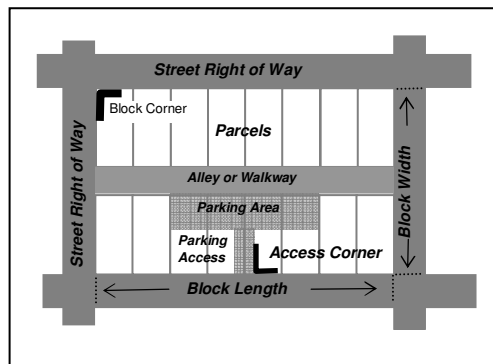 Street Right of Way
Block Corner
Parcels
Street Right of Way
Block Width
Alley or Walkway
Parking Area
Parking
Access
Access Corner
Block Length